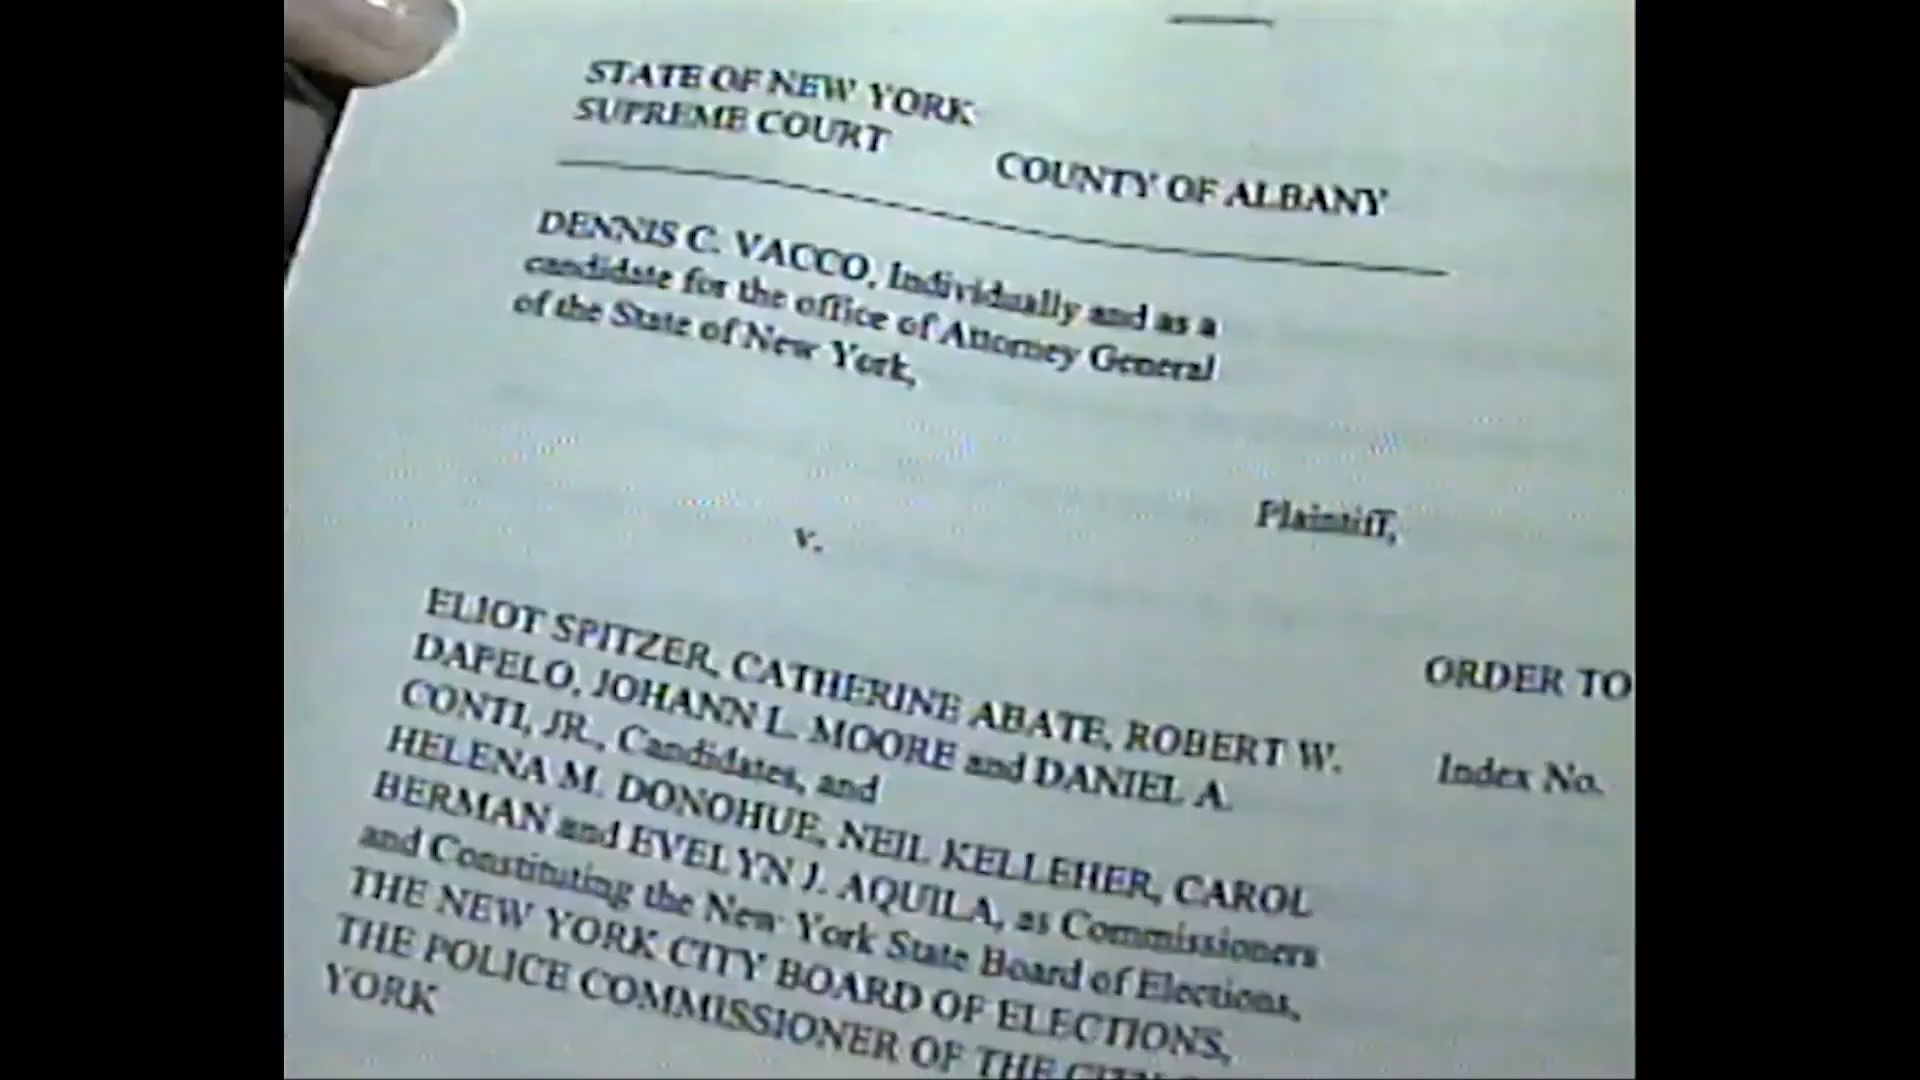 STATE OF NEW YORK
SUPREME COURT
COUNTY OF ALBANY
DENNIS C. VACCO, Individually and as a
candidate for the office of Attorney General
of the State of New York,
Plaintiff,
v.
ELIOT SPITZER, CATHERINE ABATE, ROBERT W.
DAPELO, JOHANN L. MOORE and DANIEL A.
CONTI, JR., Candidates, and
HELENA M. DONOHUE, NEIL KELLEHER, CAROL
BERMAN and EVELYN J. AQUILA, as Commissioners
and Constituting the New York State Board of Elections,
THE NEW YORK CITY BOARD OF ELECTIONS,
THE POLICE COMMISSIONER OF THE
YORK
ORDER TO
Index No.